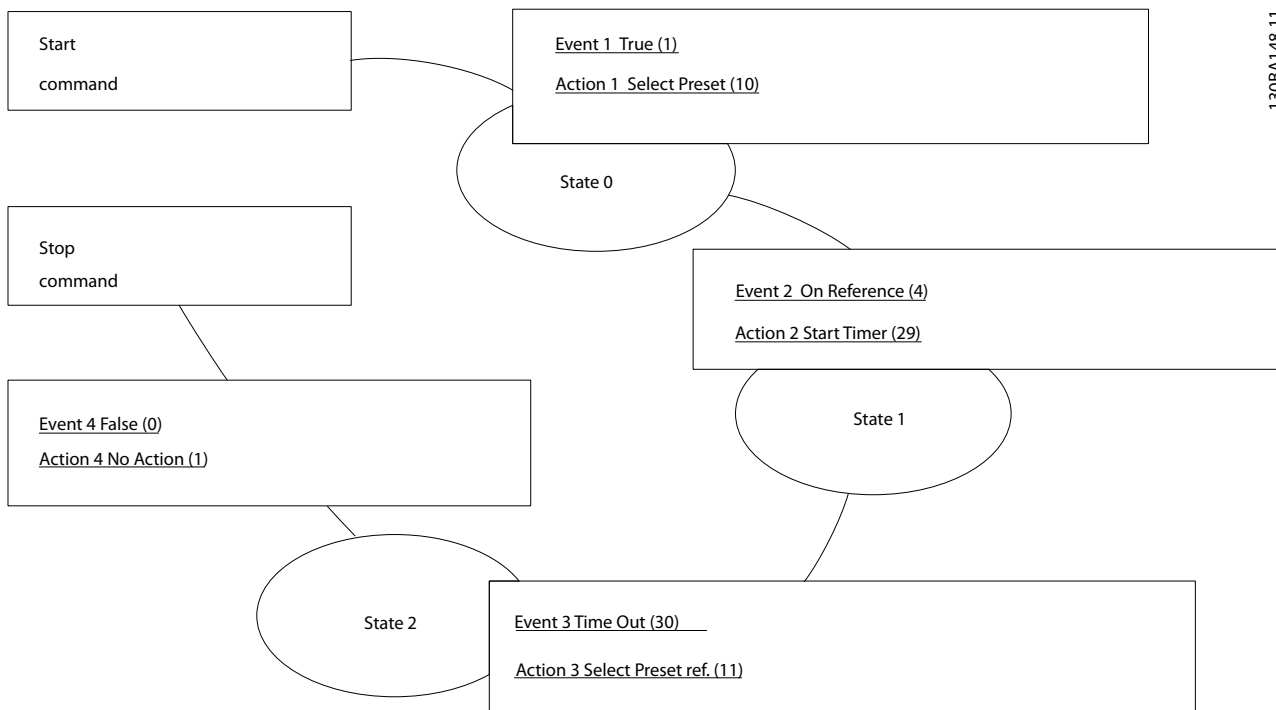 Start
command
Event 1 True (1)
Action 1 Select Preset (10)
130BA148.11
State 0
Stop
command
Event 2 On Reference (4)
Action 2 Start Timer (29)
Event 4 False (0)
Action 4 No Action (1)
State 1
State 2
Event 3 Time Out (30)
Action 3 Select Preset ref. (11)